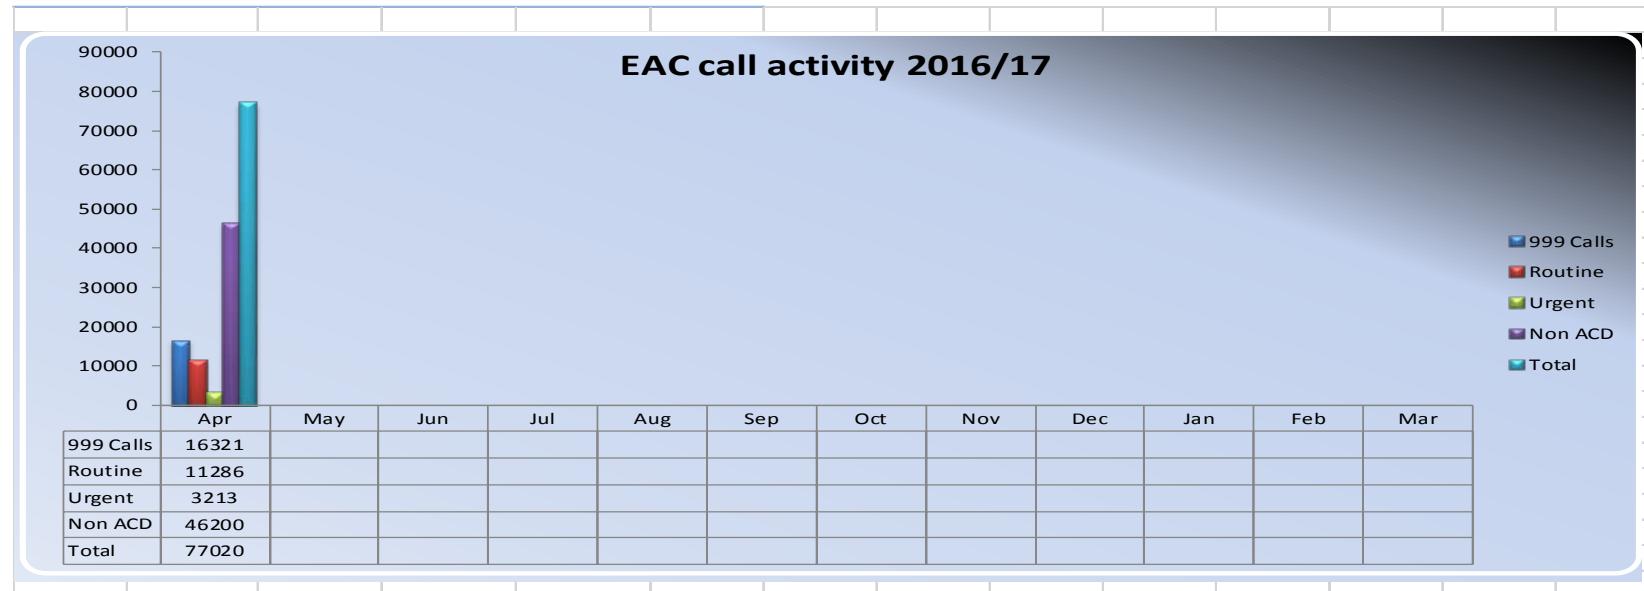 EAC call activity 2016/17
90000
80000
70000
60000
50000
40000
30000
20000
10000
0
999 Calls
Routine
Urgent
Non ACD
Total
Apr May Jun Jul Aug Sep Oct Nov Dec Jan Feb Mar
999 Calls 16321
Routine 11286
Urgent 3213
Non ACD 46200
Total 77020